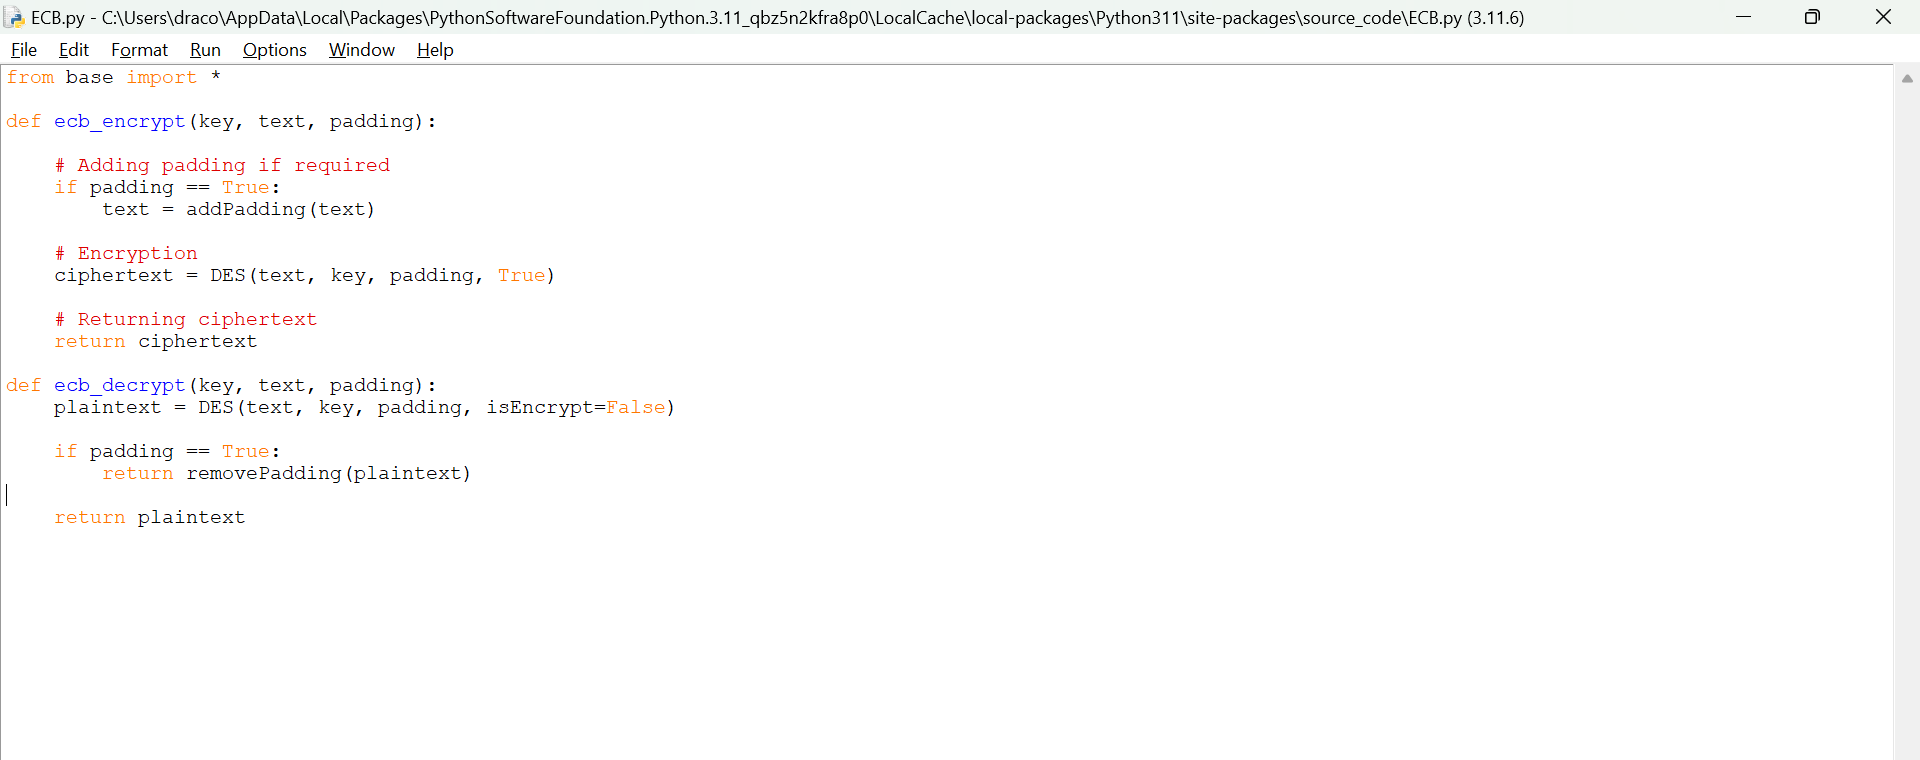 ECB.py - C:\Users\draco\AppData\Local\Packages\PythonSoftwareFoundation.Python.3.11_qbz5n2kfra8p0\LocalCache\local-packages\Python311\site-packages\source_code\ECB.py (3.11.6)
File Edit Format Run Options Window Help
from base import *

def ecb_encrypt(key, text, padding):

    # Adding padding if required
    if padding == True:
        text = addPadding(text)

    # Encryption
    ciphertext = DES(text, key, padding, True)

    # Returning ciphertext
    return ciphertext

def ecb_decrypt(key, text, padding):
    plaintext = DES(text, key, padding, isEncrypt=False)

    if padding == True:
        return removePadding(plaintext)

    return plaintext